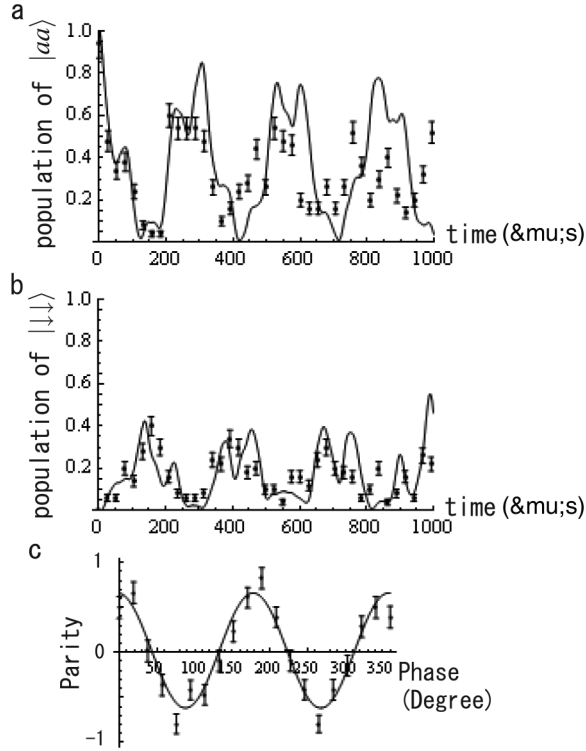 a
population of |aa⟩
1.0
0.8
0.6
0.4
0.2
0
200
400
600
800
1000
time (&mu;s)
b
population of |↓↓⟩
1.0
0.8
0.6
0.4
0.2
0
200
400
600
800
1000
time (&mu;s)
c
Parity
1
0
-1
50 100 150 200 250 300 350
Phase
(Degree)